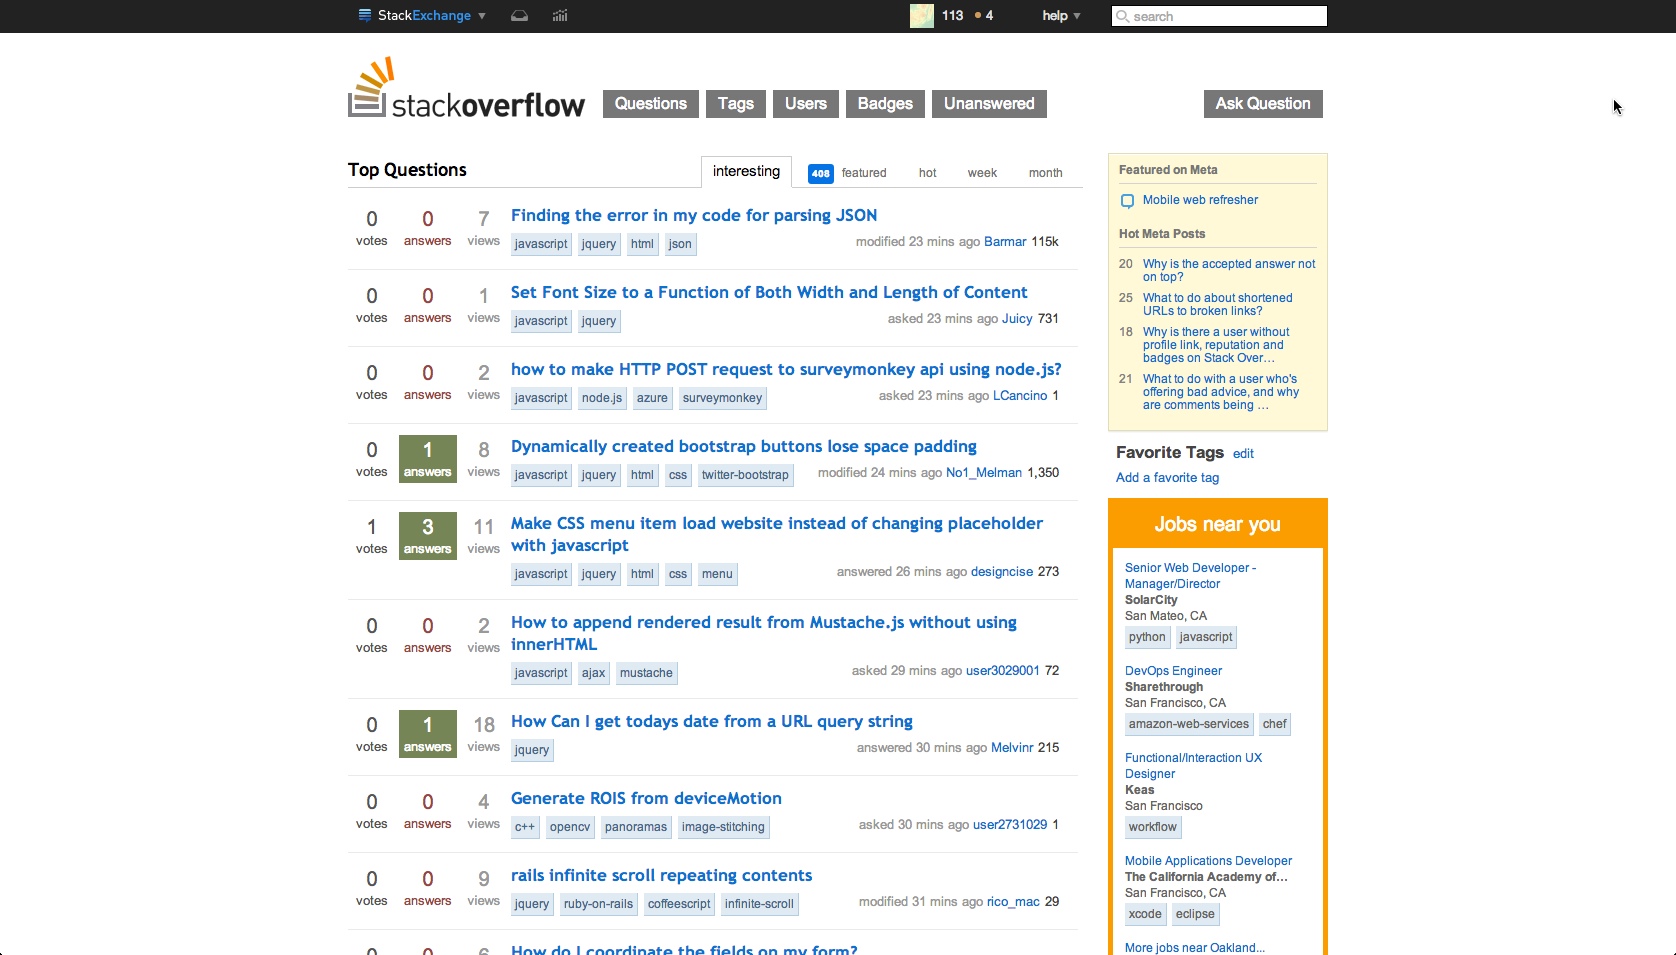 StackExchange
113 4
help
search
stackoverflow
Questions
Tags
Users
Badges
Unanswered
Ask Question
Top Questions
interesting
408 featured
hot
week
month
0 votes
0 answers
7 views
Finding the error in my code for parsing JSON
javascript jquery html json
modified 23 mins ago Barmar 115k
0 votes
0 answers
1 views
Set Font Size to a Function of Both Width and Length of Content
javascript jquery
asked 23 mins ago Juicy 731
0 votes
0 answers
2 views
how to make HTTP POST request to surveymonkey api using node.js?
javascript node.js azure surveymonkey
asked 23 mins ago LCancino 1
0 votes
1 answers
8 views
Dynamically created bootstrap buttons lose space padding
javascript jquery html css twitter-bootstrap
modified 24 mins ago No1_Melman 1,350
1 votes
3 answers
11 views
Make CSS menu item load website instead of changing placeholder
with javascript
javascript jquery html css menu
answered 26 mins ago designcise 273
0 votes
0 answers
2 views
How to append rendered result from Mustache.js without using
innerHTML
javascript ajax mustache
asked 29 mins ago user3029001 72
0 votes
1 answers
18 views
How Can I get todays date from a URL query string
jquery
answered 30 mins ago Melvinr 215
0 votes
0 answers
4 views
Generate ROIS from deviceMotion
c++ opencv panoramas image-stitching
asked 30 mins ago user2731029 1
0 votes
0 answers
9 views
rails infinite scroll repeating contents
jquery ruby-on-rails coffeescript infinite-scroll
modified 31 mins ago rico_mac 29
How do I coordinate the fields on my form?
Featured on Meta
Mobile web refresher
Hot Meta Posts
20 Why is the accepted answer not
on top?
25 What to do about shortened
URLs to broken links?
18 Why is there a user without
profile link, reputation and
badges on Stack Over…
21 What to do with a user who's
offering bad advice, and why
are comments being …
Favorite Tags edit
Add a favorite tag
Jobs near you
Senior Web Developer -
Manager/Director
SolarCity
San Mateo, CA
python javascript
DevOps Engineer
Sharethrough
San Francisco, CA
amazon-web-services chef
Functional/Interaction UX
Designer
Keas
San Francisco
workflow
Mobile Applications Developer
The California Academy of…
San Francisco, CA
xcode eclipse
More jobs near Oakland...